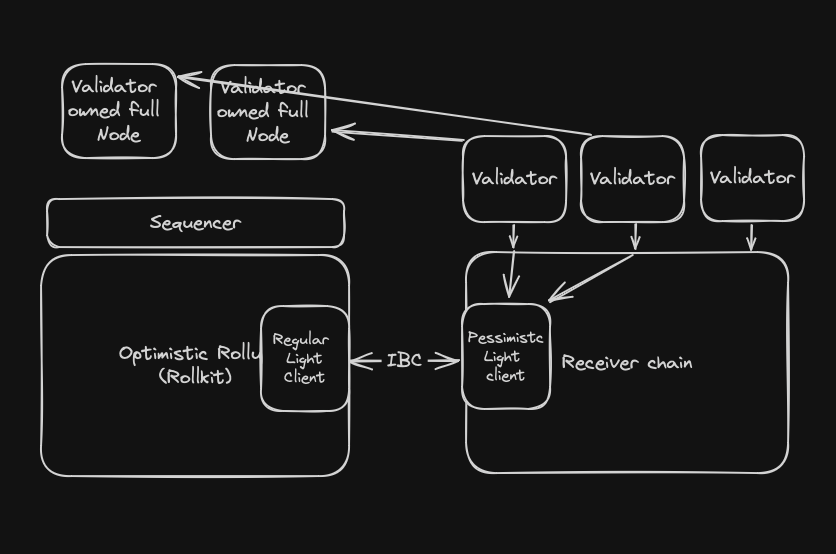 Validator
owned full
Node
Validator
owned full
Node
Validator
Validator
Validator
Sequencer
Optimistic Rollu
(Rollkit)
Regular
Light
Client
IBC
Pessimistc
Light
client
Receiver chain